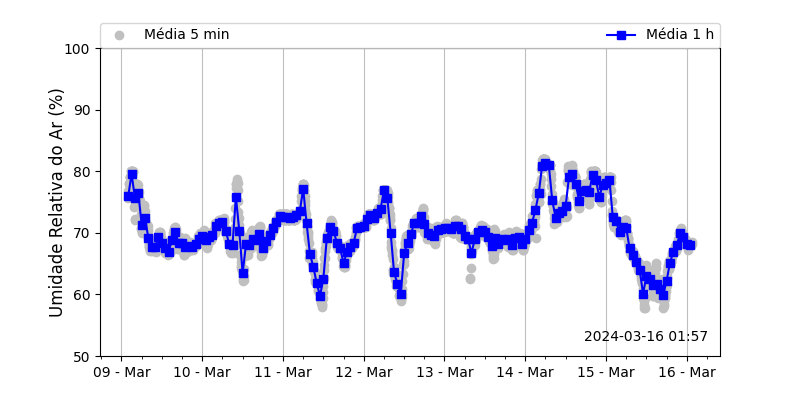 Média 5 min
Média 1 h
Umidade Relativa do Ar (%)
100
90
80
70
60
50
2024-03-16 01:57
09 - Mar
10 - Mar
11 - Mar
12 - Mar
13 - Mar
14 - Mar
15 - Mar
16 - Mar